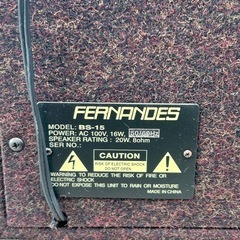 FERNANDES
MODEL: BS-15
POWER: AC 100V, 16W, 50/60Hz
SPEAKER RATING : 20W. 8ohm
SER NO.:
CAUTION
RISK OF ELECTRIC SHOCK
DO NOT OPEN
WARNING: TO REDUCE THE RISK OF FIRE OR
ELECTRIC SHOCK
DO NOT EXPOSE THIS UNIT TO RAIN OR MOISTURE
MADE IN CHINA